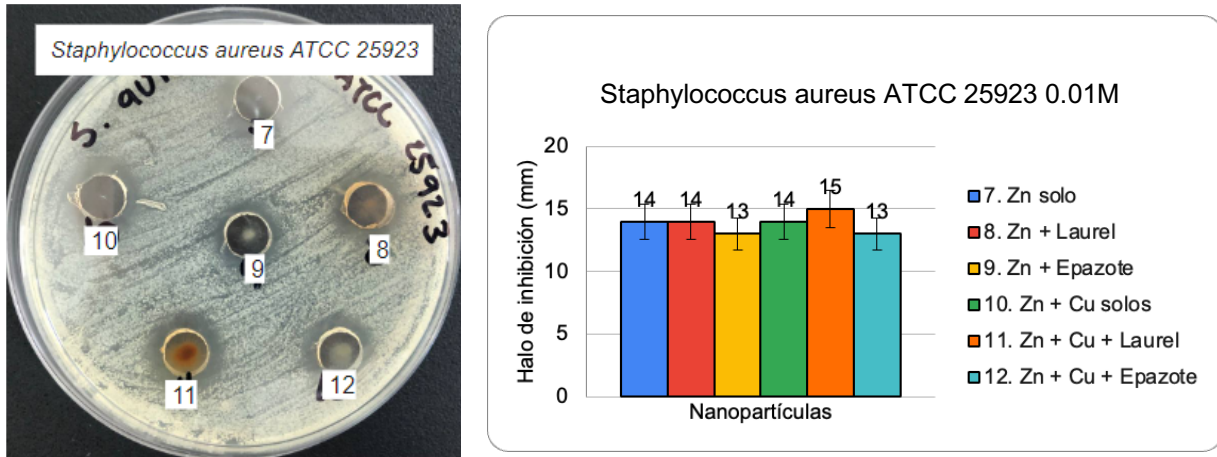 Staphylococcus aureus ATCC 25923
S. aur
ATCC
25923
7
10
8
9
11
12
Staphylococcus aureus ATCC 25923 0.01M
Halo de inhibición (mm)
20
15
10
5
0
14
14
13
14
15
13
Nanopartículas
7. Zn solo
8. Zn + Laurel
9. Zn + Epazote
10. Zn + Cu solos
11. Zn + Cu + Laurel
12. Zn + Cu + Epazote